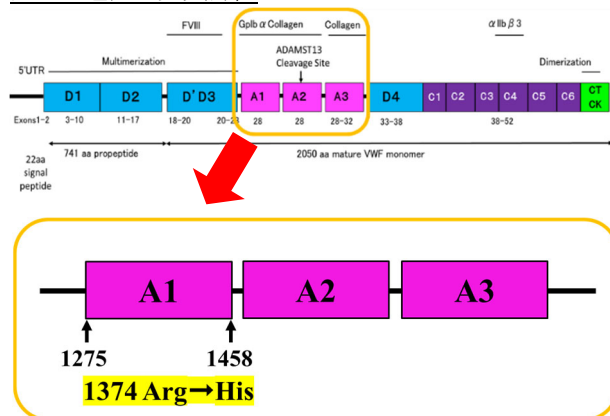 FVIII
GpIb α Collagen
Collagen
α IIb β 3
ADAMST13
Cleavage Site
5'UTR
Multimerization
Dimerization
D1 D2 D'D3 A1 A2 A3 D4 C1 C2 C3 C4 C5 C6 CT
CK
Exons1-2 3-10 11-17 18-20 20-28 28 28 28-32 33-38 38-52
22aa
signal
peptide
741 aa propeptide
2050 aa mature VWF monomer
A1 A2 A3
1275 1458
1374 Arg→His